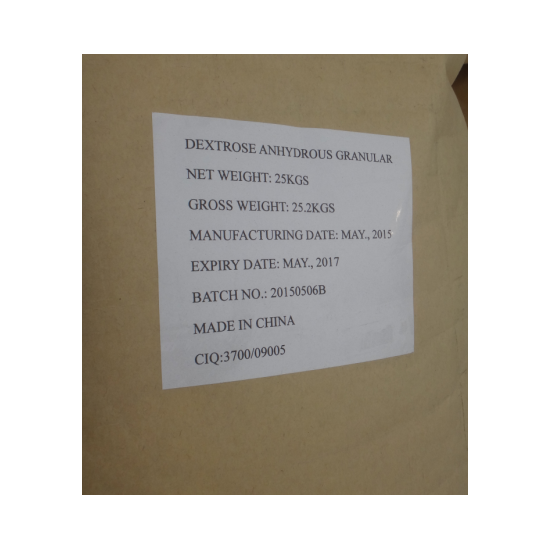 DEXTROSE ANHYDROUS GRANULAR
NET WEIGHT: 25KGS
GROSS WEIGHT: 25.2KGS
MANUFACTURING DATE: MAY., 2015
EXPIRY DATE: MAY., 2017
BATCH NO.: 20150506B
MADE IN CHINA
CIQ:3700/09005